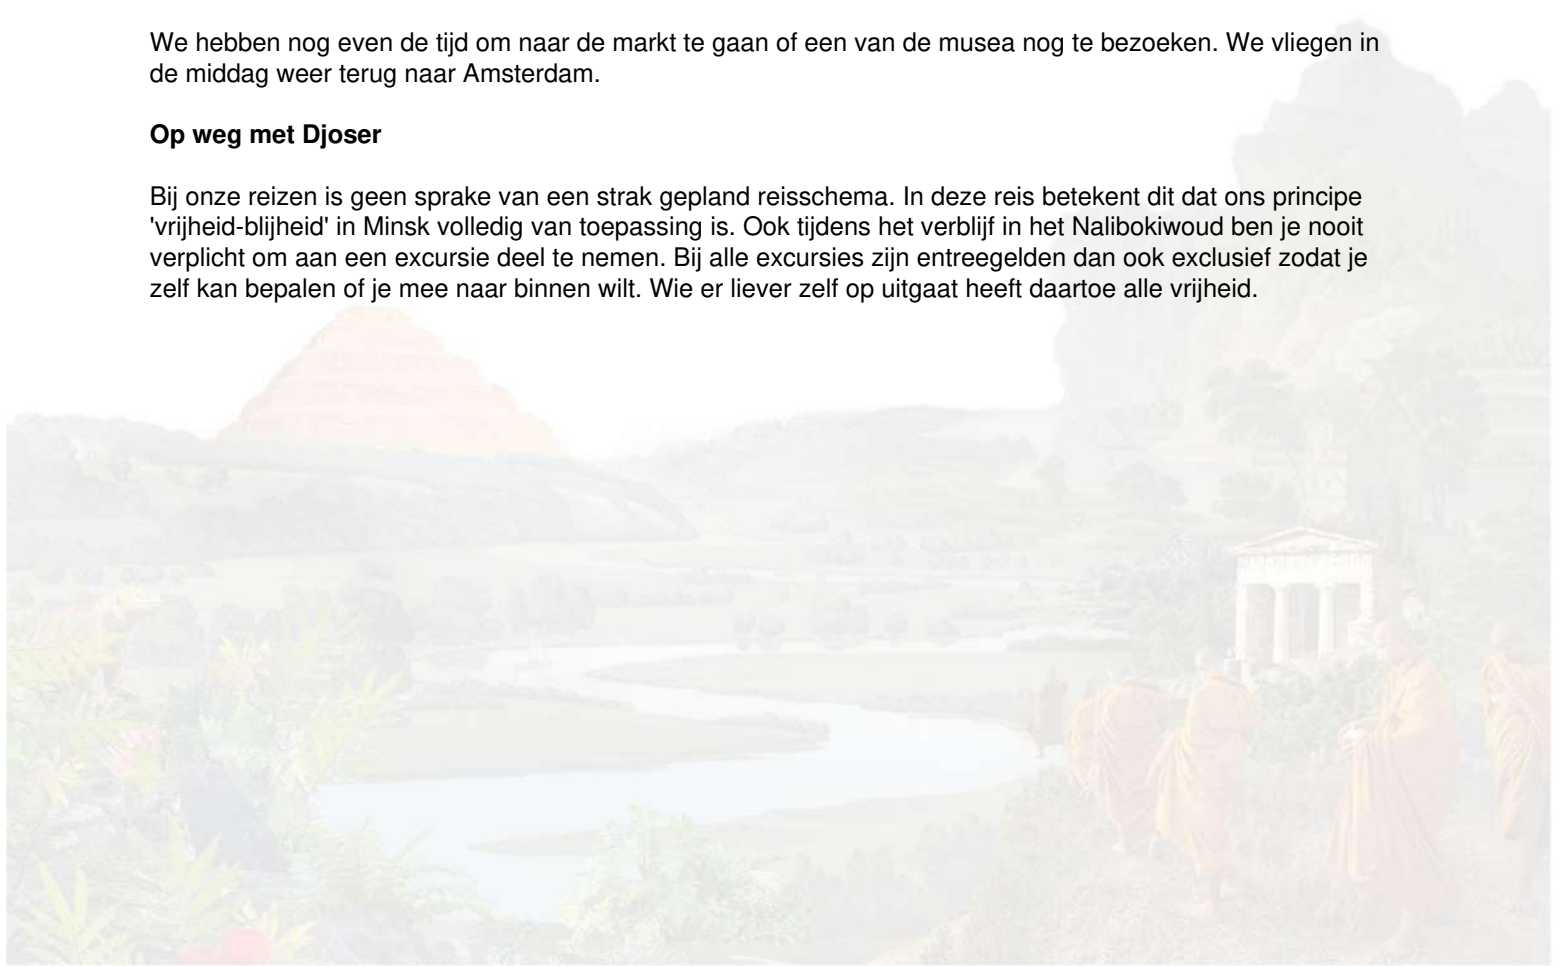 We hebben nog even de tijd om naar de markt te gaan of een van de musea nog te bezoeken. We vliegen in
de middag weer terug naar Amsterdam.
Op weg met Djoser
Bij onze reizen is geen sprake van een strak gepland reisschema. In deze reis betekent dit dat ons principe
'vrijheid-blijheid' in Minsk volledig van toepassing is. Ook tijdens het verblijf in het Nalibokiwoud ben je nooit
verplicht om aan een excursie deel te nemen. Bij alle excursies zijn entreegelden dan ook exclusief zodat je
zelf kan bepalen of je mee naar binnen wilt. Wie er liever zelf op uitgaat heeft daartoe alle vrijheid.